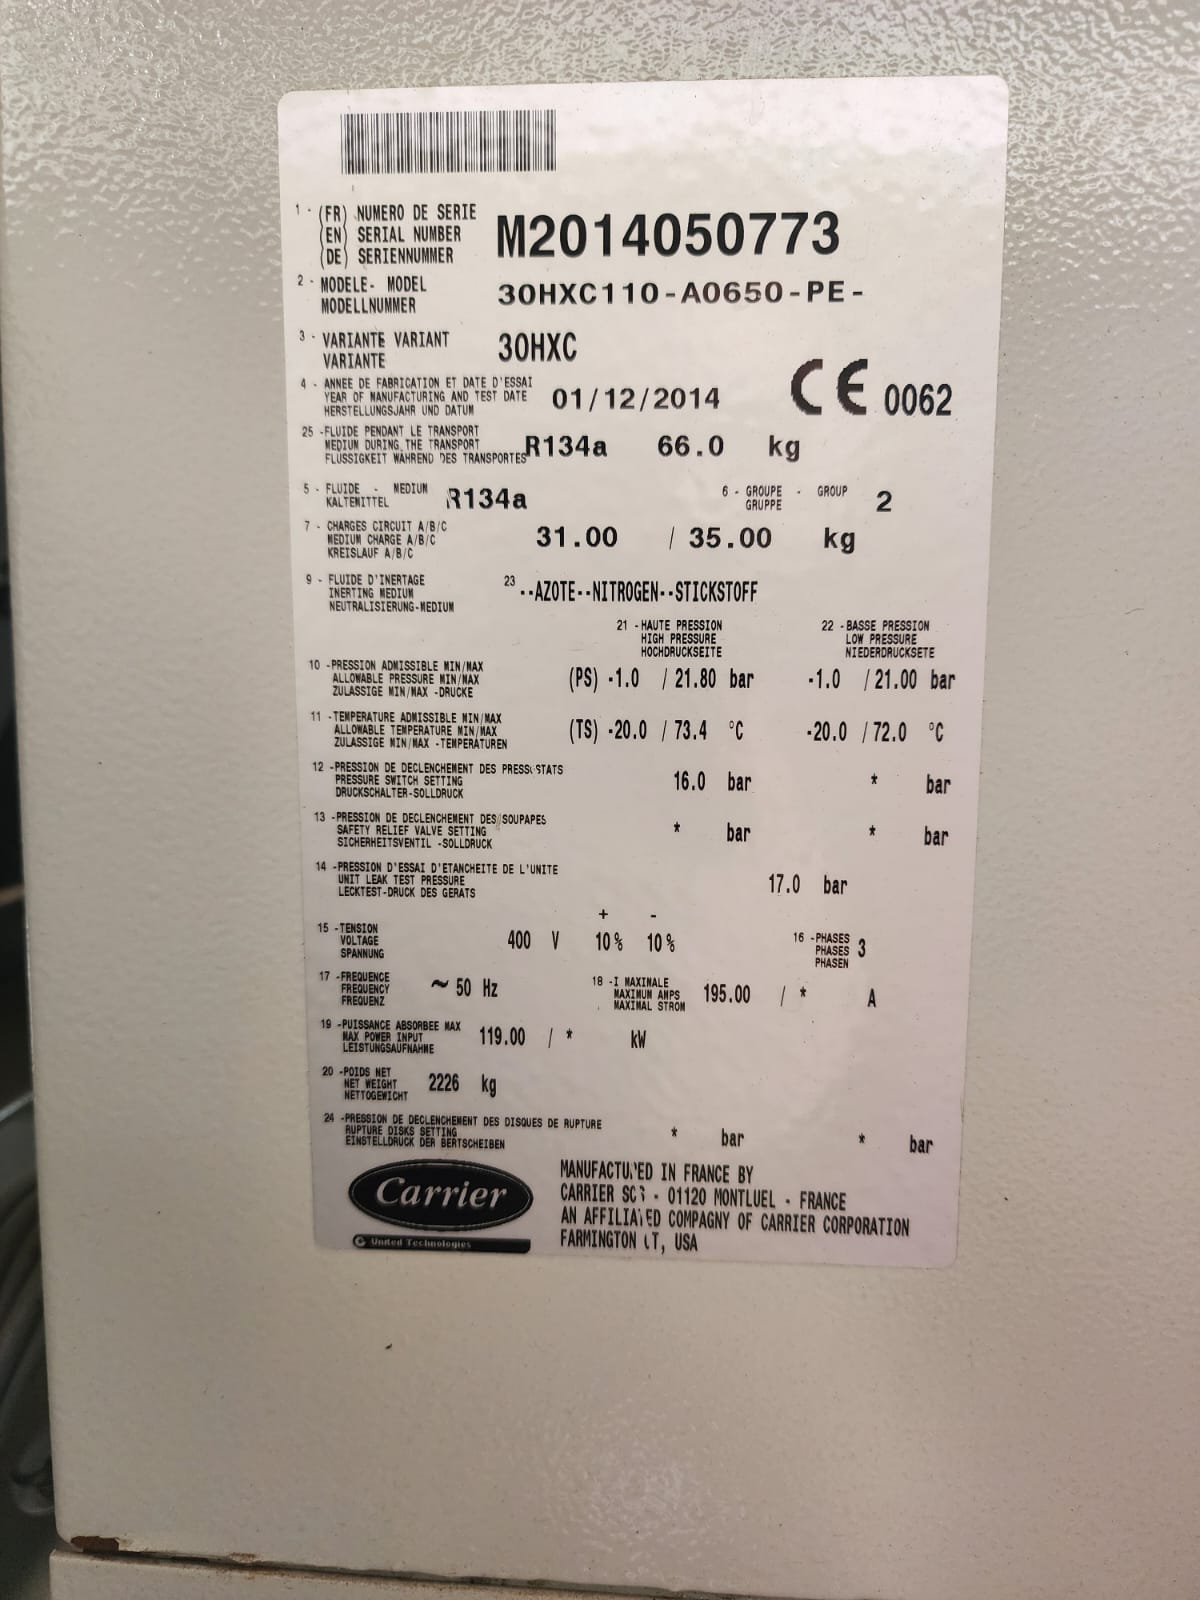 1 - (FR) NUMERO DE SERIE
(EN) SERIAL NUMBER
(DE) SERIENNUMMER
M2014050773
2 - MODELE- MODEL
MODELLNUMMER
30HXC110-A0650-PE-
3 - VARIANTE VARIANT
VARIANTE
30HXC
4 - ANNEE DE FABRICATION ET DATE D'ESSAI
YEAR OF MANUFACTURING AND TEST DATE
HERSTELLUNGSJAHR UND DATUM
01/12/2014
CE 0062
25 -FLUIDE PENDANT LE TRANSPORT
MEDIUM DURING THE TRANSPORT
FLUSSIGKEIT WAHREND DES TRANSPORTES
R134a 66.0 kg
5 - FLUIDE - MEDIUM
KALTEMITTEL
R134a
6 - GROUPE - GROUP
GRUPPE
2
7 - CHARGES CIRCUIT A/B/C
MEDIUM CHARGE A/B/C
KREISLAUF A/B/C
31.00 / 35.00 kg
9 - FLUIDE D'INERTAGE
INERTING MEDIUM
NEUTRALISIERUNG-MEDIUM
23 --AZOTE--NITROGEN--STICKSTOFF
21 -HAUTE PRESSION
HIGH PRESSURE
HOCHDRUCKSEITE
22 -BASSE PRESSION
LOW PRESSURE
NIEDERDRUCKSETE
10 -PRESSION ADMISSIBLE MIN/MAX
ALLOWABLE PRESSURE MIN/MAX
ZULASSIGE MIN/MAX -DRUCKE
(PS) -1.0 / 21.80 bar -1.0 / 21.00 bar
11 -TEMPERATURE ADMISSIBLE MIN/MAX
ALLOWABLE TEMPERATURE MIN/MAX
ZULASSIGE MIN/MAX -TEMPERATUREN
(TS) -20.0 / 73.4 °C -20.0 / 72.0 °C
12 -PRESSION DE DECLENCHEMENT DES PRESSOSTATS
PRESSURE SWITCH SETTING
DRUCKSCHALTER-SOLLDRUCK
16.0 bar * bar
13 -PRESSION DE DECLENCHEMENT DES SOUPAPES
SAFETY RELIEF VALVE SETTING
SICHERHEITSVENTIL -SOLLDRUCK
* bar * bar
14 -PRESSION D'ESSAI D'ETANCHEITE DE L'UNITE
UNIT LEAK TEST PRESSURE
LECKTEST-DRUCK DES GERATS
17.0 bar
15 -TENSION
VOLTAGE
SPANNUNG
+ -
400 V 10% 10%
16 -PHASES
PHASES
PHASEN
3
17 -FREQUENCE
FREQUENCY
FREQUENZ
~ 50 Hz
18 -I MAXINALE
MAXIMUM AMPS
MAXIMAL STROM
195.00 / * A
19 -PUISSANCE ABSORBEE MAX
MAX POWER INPUT
LEISTUNGSAUFNAHME
119.00 / * kW
20 -POIDS NET
NET WEIGHT
NETTOGEWICHT
2226 kg
24 -PRESSION DE DECLENCHEMENT DES DISQUES DE RUPTURE
RUPTURE DISKS SETTING
EINSTELLDRUCK DER BERTSCHEIBEN
* bar * bar
Carrier
United Technologies
MANUFACTURED IN FRANCE BY
CARRIER SCS - 01120 MONTLUEL - FRANCE
AN AFFILIATED COMPAGNY OF CARRIER CORPORATION
FARMINGTON CT, USA